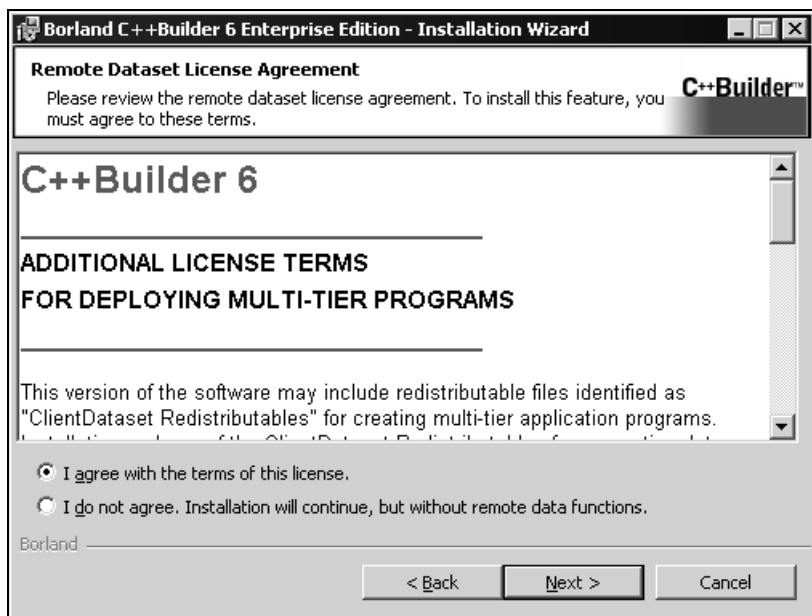 Borland C++Builder 6 Enterprise Edition - Installation Wizard
Remote Dataset License Agreement
Please review the remote dataset license agreement. To install this feature, you
must agree to these terms.
C++Builder™
C++Builder 6
ADDITIONAL LICENSE TERMS
FOR DEPLOYING MULTI-TIER PROGRAMS
This version of the software may include redistributable files identified as
"ClientDataset Redistributables" for creating multi-tier application programs.
I agree with the terms of this license.
I do not agree. Installation will continue, but without remote data functions.
Borland
< Back
Next >
Cancel